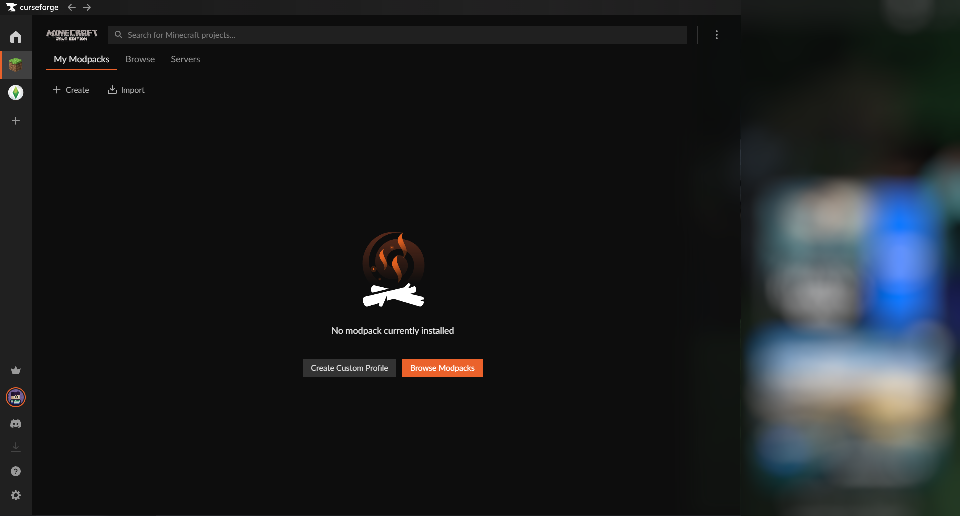 curseforge
MINECRAFT
JAVA EDITION
Search for Minecraft projects...
My Modpacks
Browse
Servers
Create
Import
No modpack currently installed
Create Custom Profile
Browse Modpacks